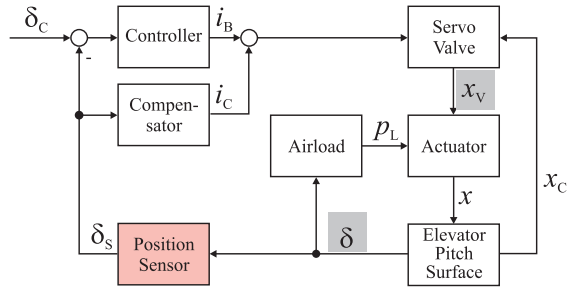 δC
Controller
iB
Servo
Valve
-
Compen-
sator
iC
xV
Airload
pL
Actuator
xC
x
δS
Position
Sensor
δ
Elevator
Pitch
Surface